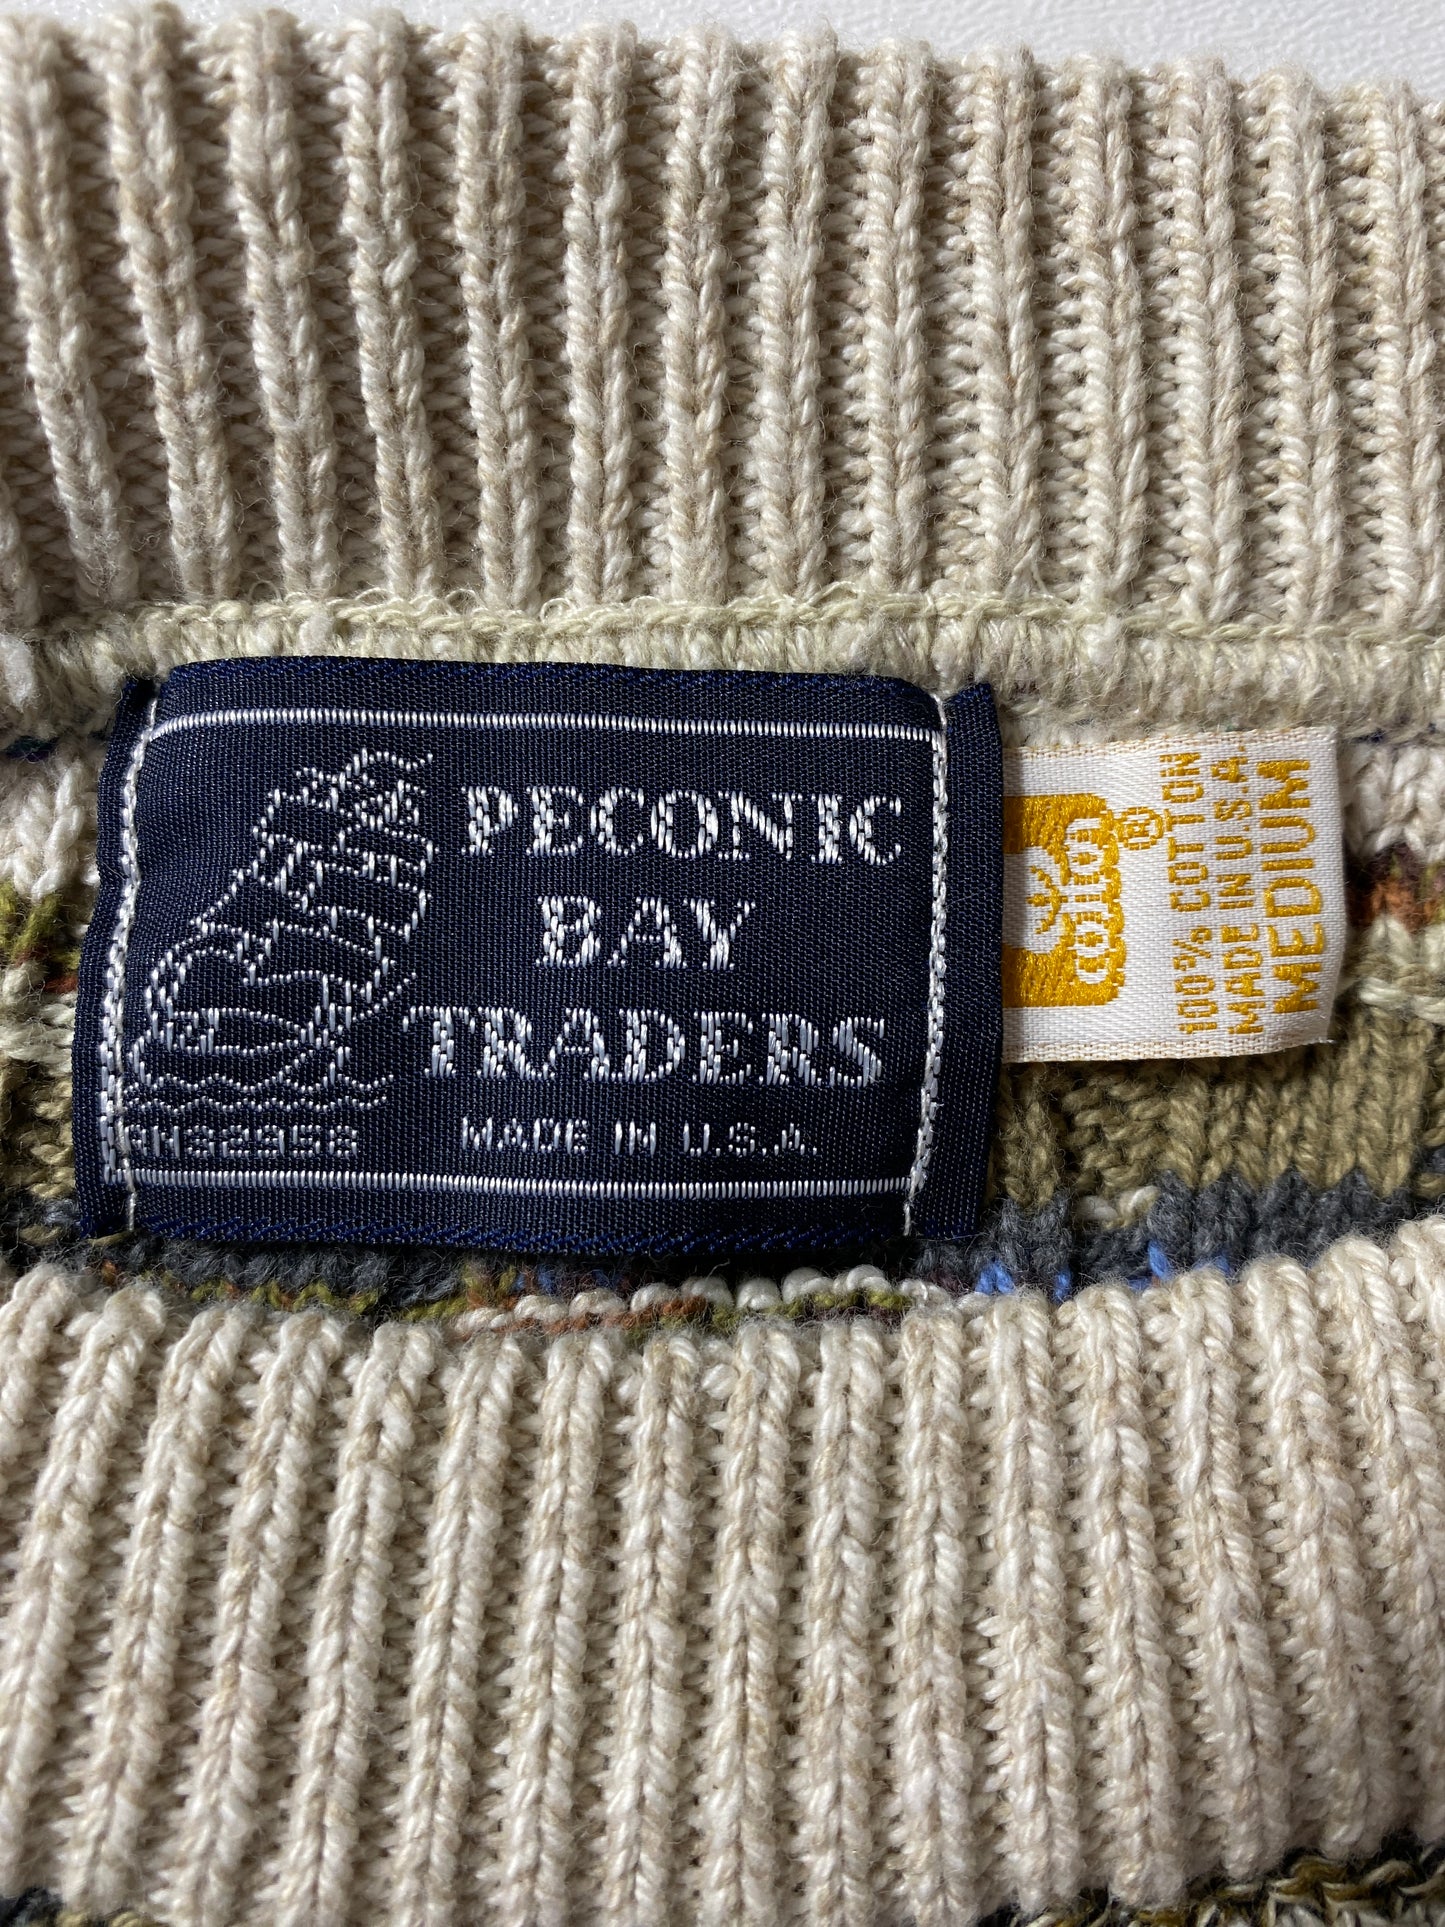 PECONIC
BAY
TRADERS
RN32958
MADE IN U.S.A.
cotton®
100% COTTON
MADE IN U.S.A.
MEDIUM